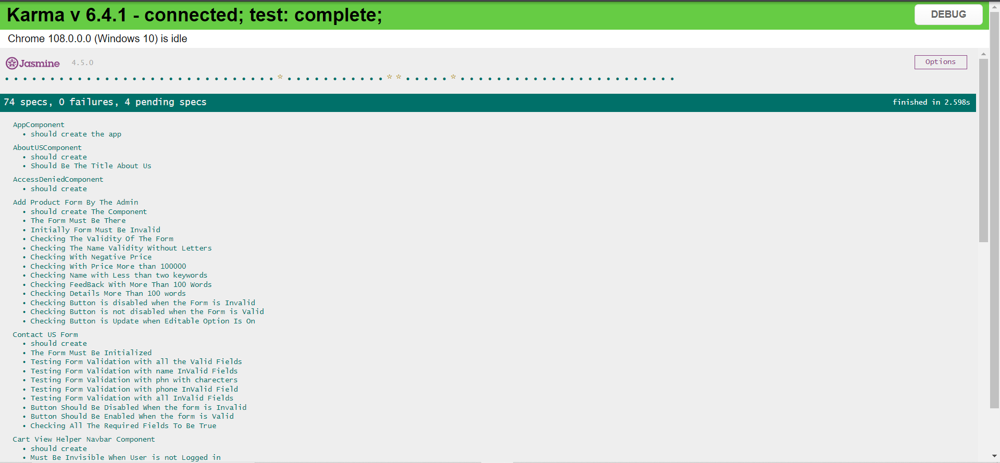 Karma v 6.4.1 - connected; test: complete;
DEBUG
Chrome 108.0.0.0 (Windows 10) is idle
Jasmine 4.5.0
Options
74 specs, 0 failures, 4 pending specs
finished in 2.598s
AppComponent
• should create the app
AboutUSComponent
• should create
• Should Be The Title About Us
AccessDeniedComponent
• should create
Add Product Form By The Admin
• should create The Component
• The Form Must Be There
• Initially Form Must Be Invalid
• Checking The Validity Of The Form
• Checking The Name Validity Without Letters
• Checking With Negative Price
• Checking With Price More than 100000
• Checking Name with Less than two keywords
• Checking FeedBack With More Than 100 Words
• Checking Details More Than 100 words
• Checking Button is disabled when the Form is Invalid
• Checking Button is not disabled when the Form is Valid
• Checking Button is Update when Editable Option Is On
Contact US Form
• should create
• The Form Must Be Initialized
• Testing Form Validation with all the Valid Fields
• Testing Form Validation with name InValid Fields
• Testing Form Validation with phn with charecters
• Testing Form Validation with phone InValid Field
• Testing Form Validation with all InValid Fields
• Button Should Be Disabled When the form is Invalid
• Button Should Be Enabled When the form is Valid
• Checking All The Required Fields To Be True
Cart View Helper Navbar Component
• should create
• Must Be Invisible When User is not Logged in